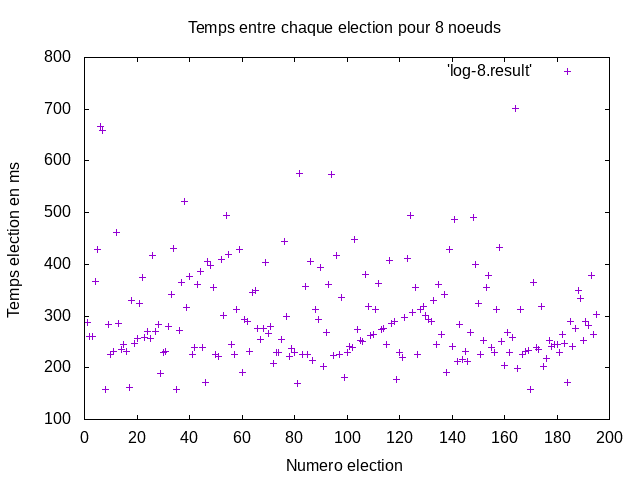 Temps entre chaque election pour 8 noeuds
'log-8.result'
Temps election en ms
800
700
600
500
400
300
200
100
0 20 40 60 80 100 120 140 160 180 200
Numero election